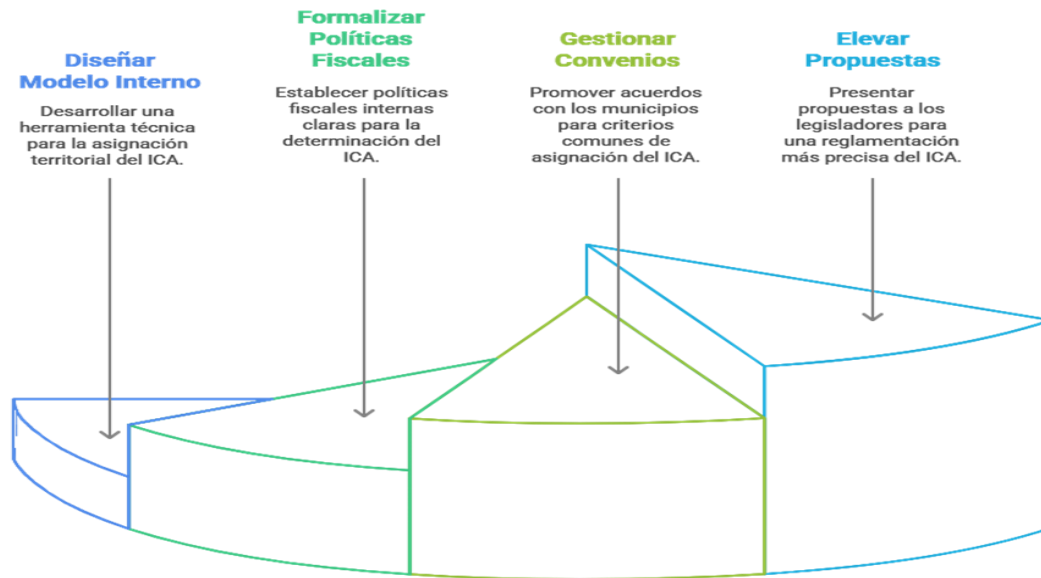 Diseñar
Modelo Interno
Desarrollar una
herramienta técnica
para la asignación
territorial del ICA.
Formalizar
Políticas
Fiscales
Establecer políticas
fiscales internas
claras para la
determinación del
ICA.
Gestionar
Convenios
Promover acuerdos
con los municipios
para criterios
comunes de
asignación del ICA.
Elevar
Propuestas
Presentar
propuestas a los
legisladores para
una reglamentación
más precisa del ICA.